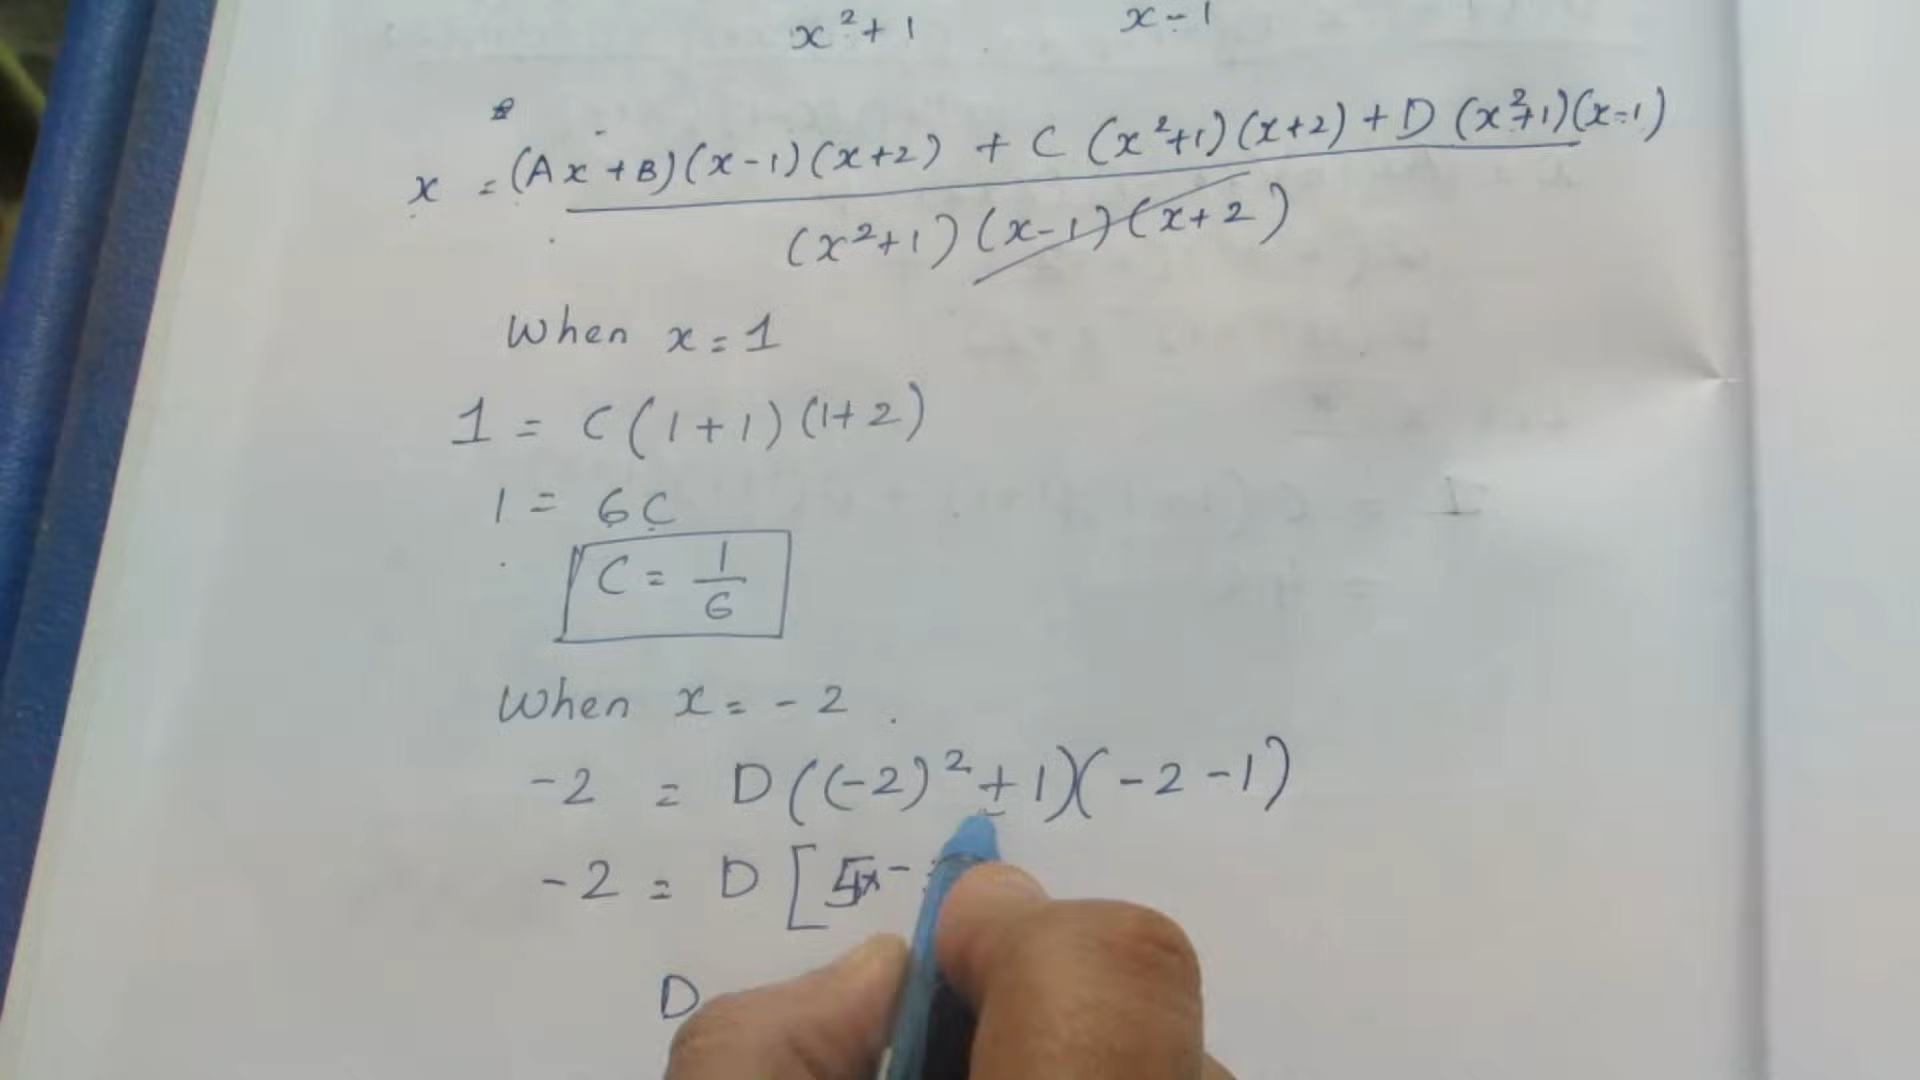 x²+1 x-1
x = (Ax+B)(x-1)(x+2) + C (x²+1)(x+2) + D (x²+1)(x-1)
(x²+1)(x-1)(x+2)
When x = 1
1 = C(1+1)(1+2)
1 = 6C
C = 1/6
When x = -2
-2 = D((-2)²+1)(-2-1)
-2 = D [ 5x-
D